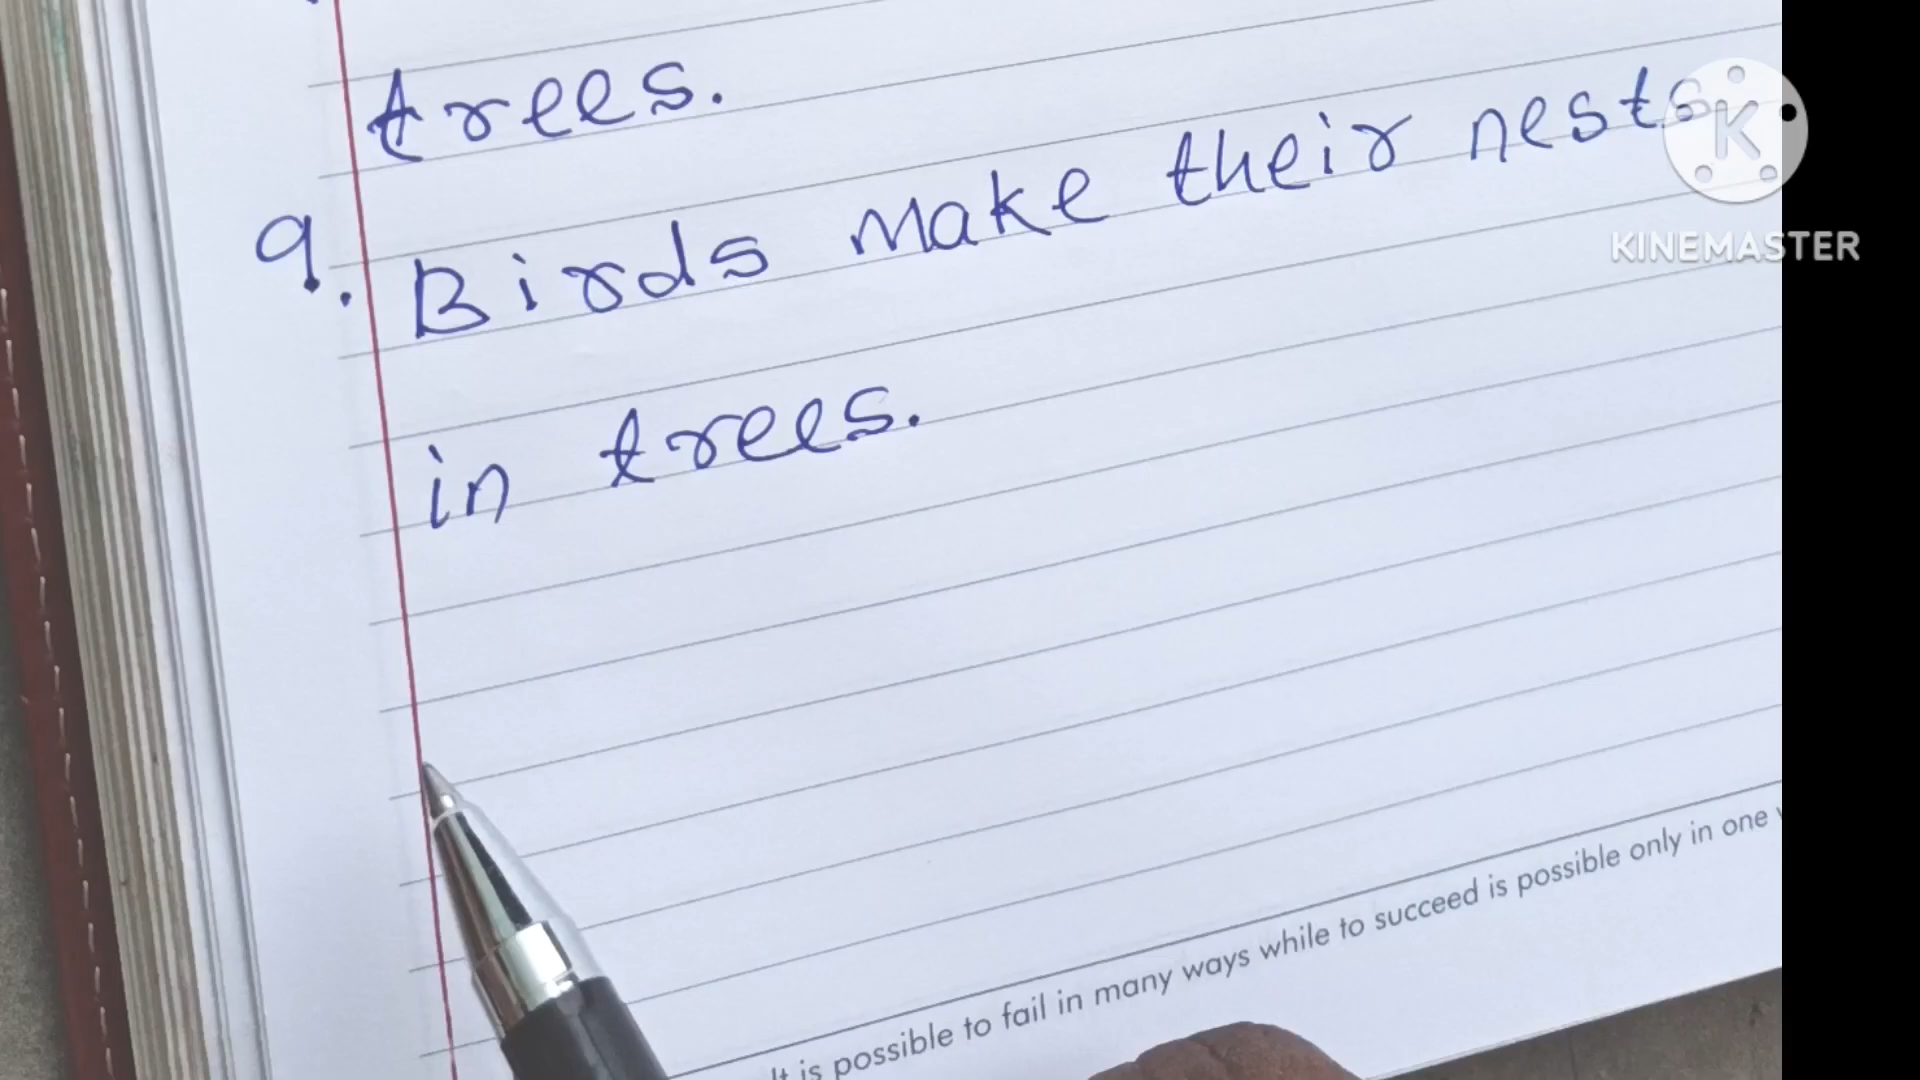 trees.
9. Birds make their nests
K
KINEMASTER
in trees.
It is possible to fail in many ways while to succeed is possible only in one